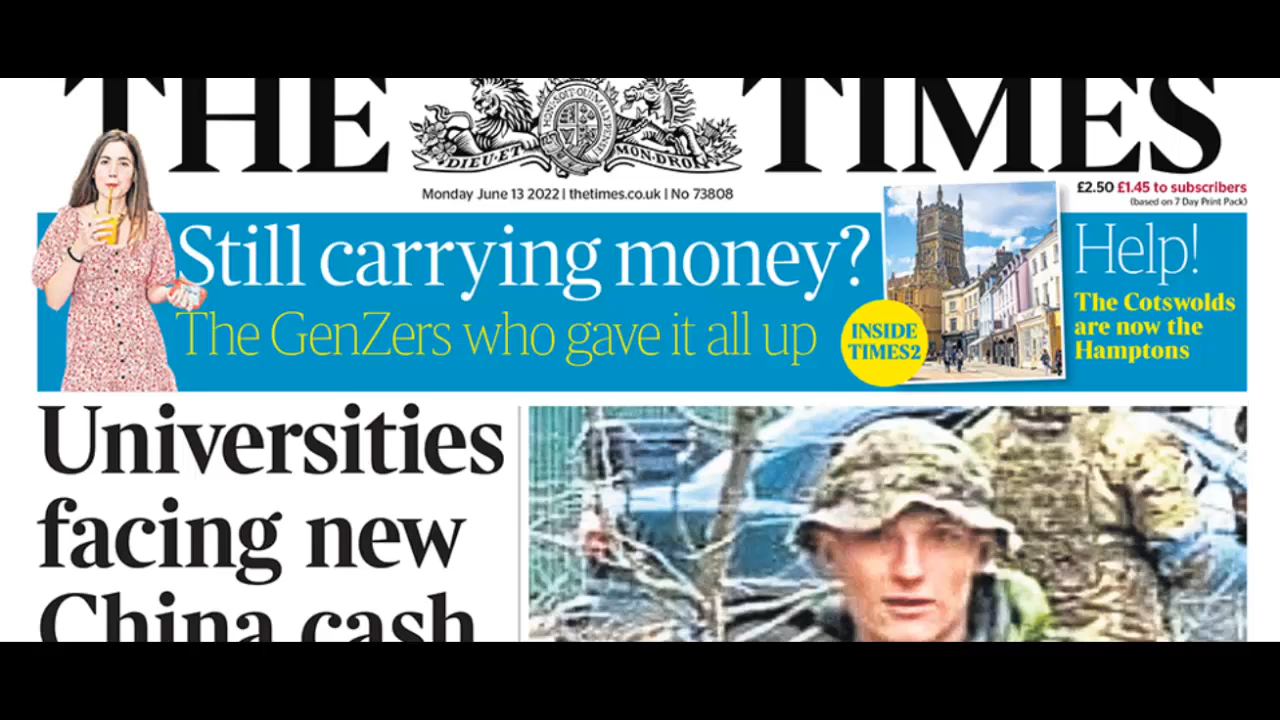 THE TIMES
DIEU·ET MON·DROI
Monday June 13 2022 | thetimes.co.uk | No 73808
£2.50 £1.45 to subscribers
(based on 7 Day Print Pack)
Still carrying money?
The GenZers who gave it all up
INSIDE
TIMES2
Help!
The Cotswolds
are now the
Hamptons
Universities
facing new
China cash